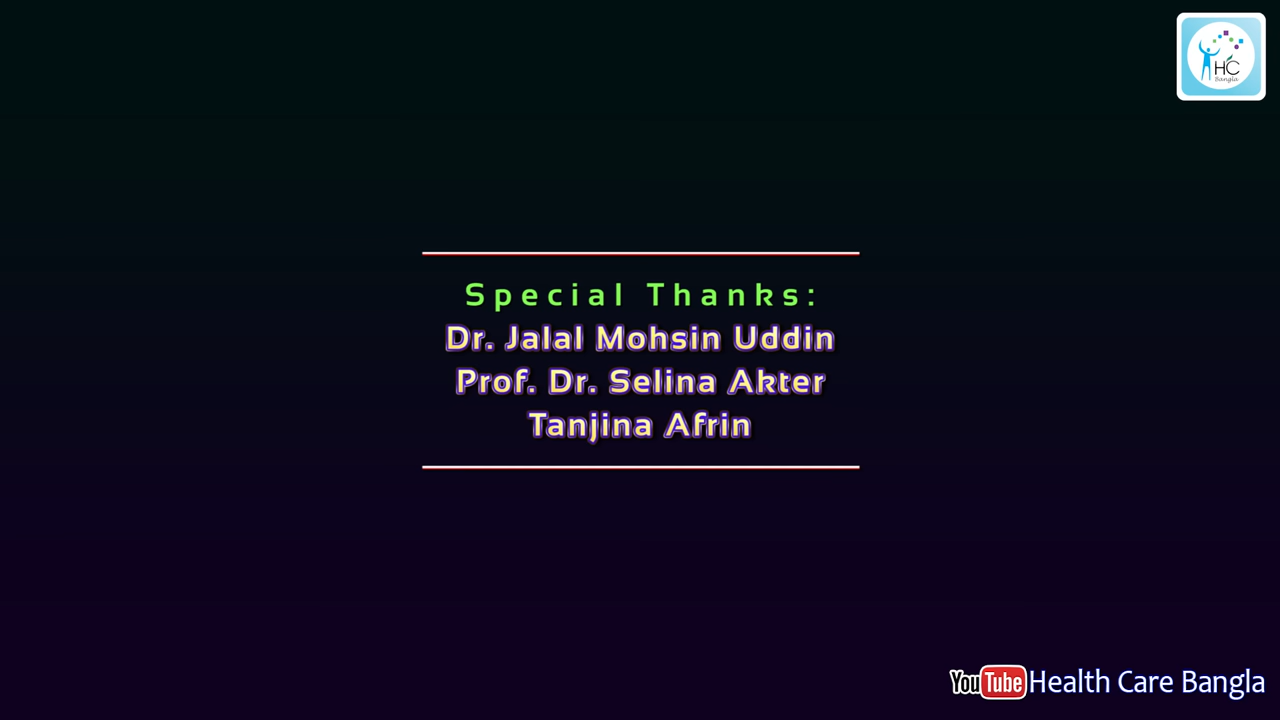 HC
Bangla
Special Thanks:
Dr. Jalal Mohsin Uddin
Prof. Dr. Selina Akter
Tanjina Afrin
YouTube Health Care Bangla